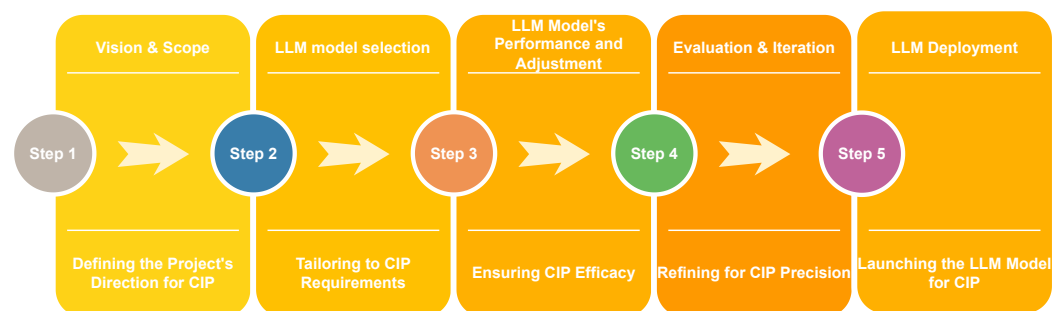 Vision & Scope
LLM model selection
LLM Model's
Performance and
Adjustment
Evaluation & Iteration
LLM Deployment
Step 1
Step 2
Step 3
Step 4
Step 5
Defining the Project's
Direction for CIP
Tailoring to CIP
Requirements
Ensuring CIP Efficacy
Refining for CIP Precision
Launching the LLM Model
for CIP